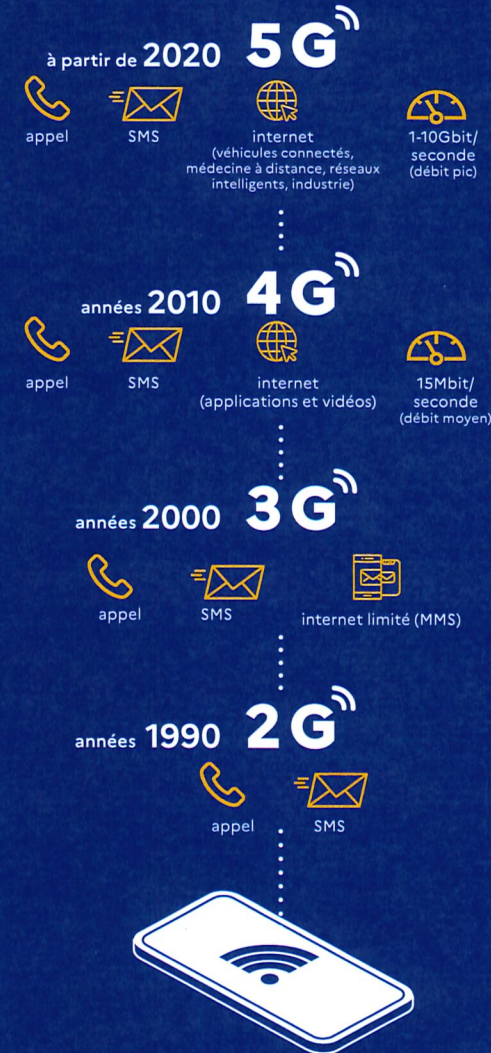 à partir de 2020 5G
appel
SMS
internet
(véhicules connectés,
médecine à distance, réseaux
intelligents, industrie)
1-10Gbit/
seconde
(débit pic)
années 2010 4G
appel
SMS
internet
(applications et vidéos)
15Mbit/
seconde
(débit moyen)
années 2000 3G
appel
SMS
internet limité (MMS)
années 1990 2G
appel
SMS